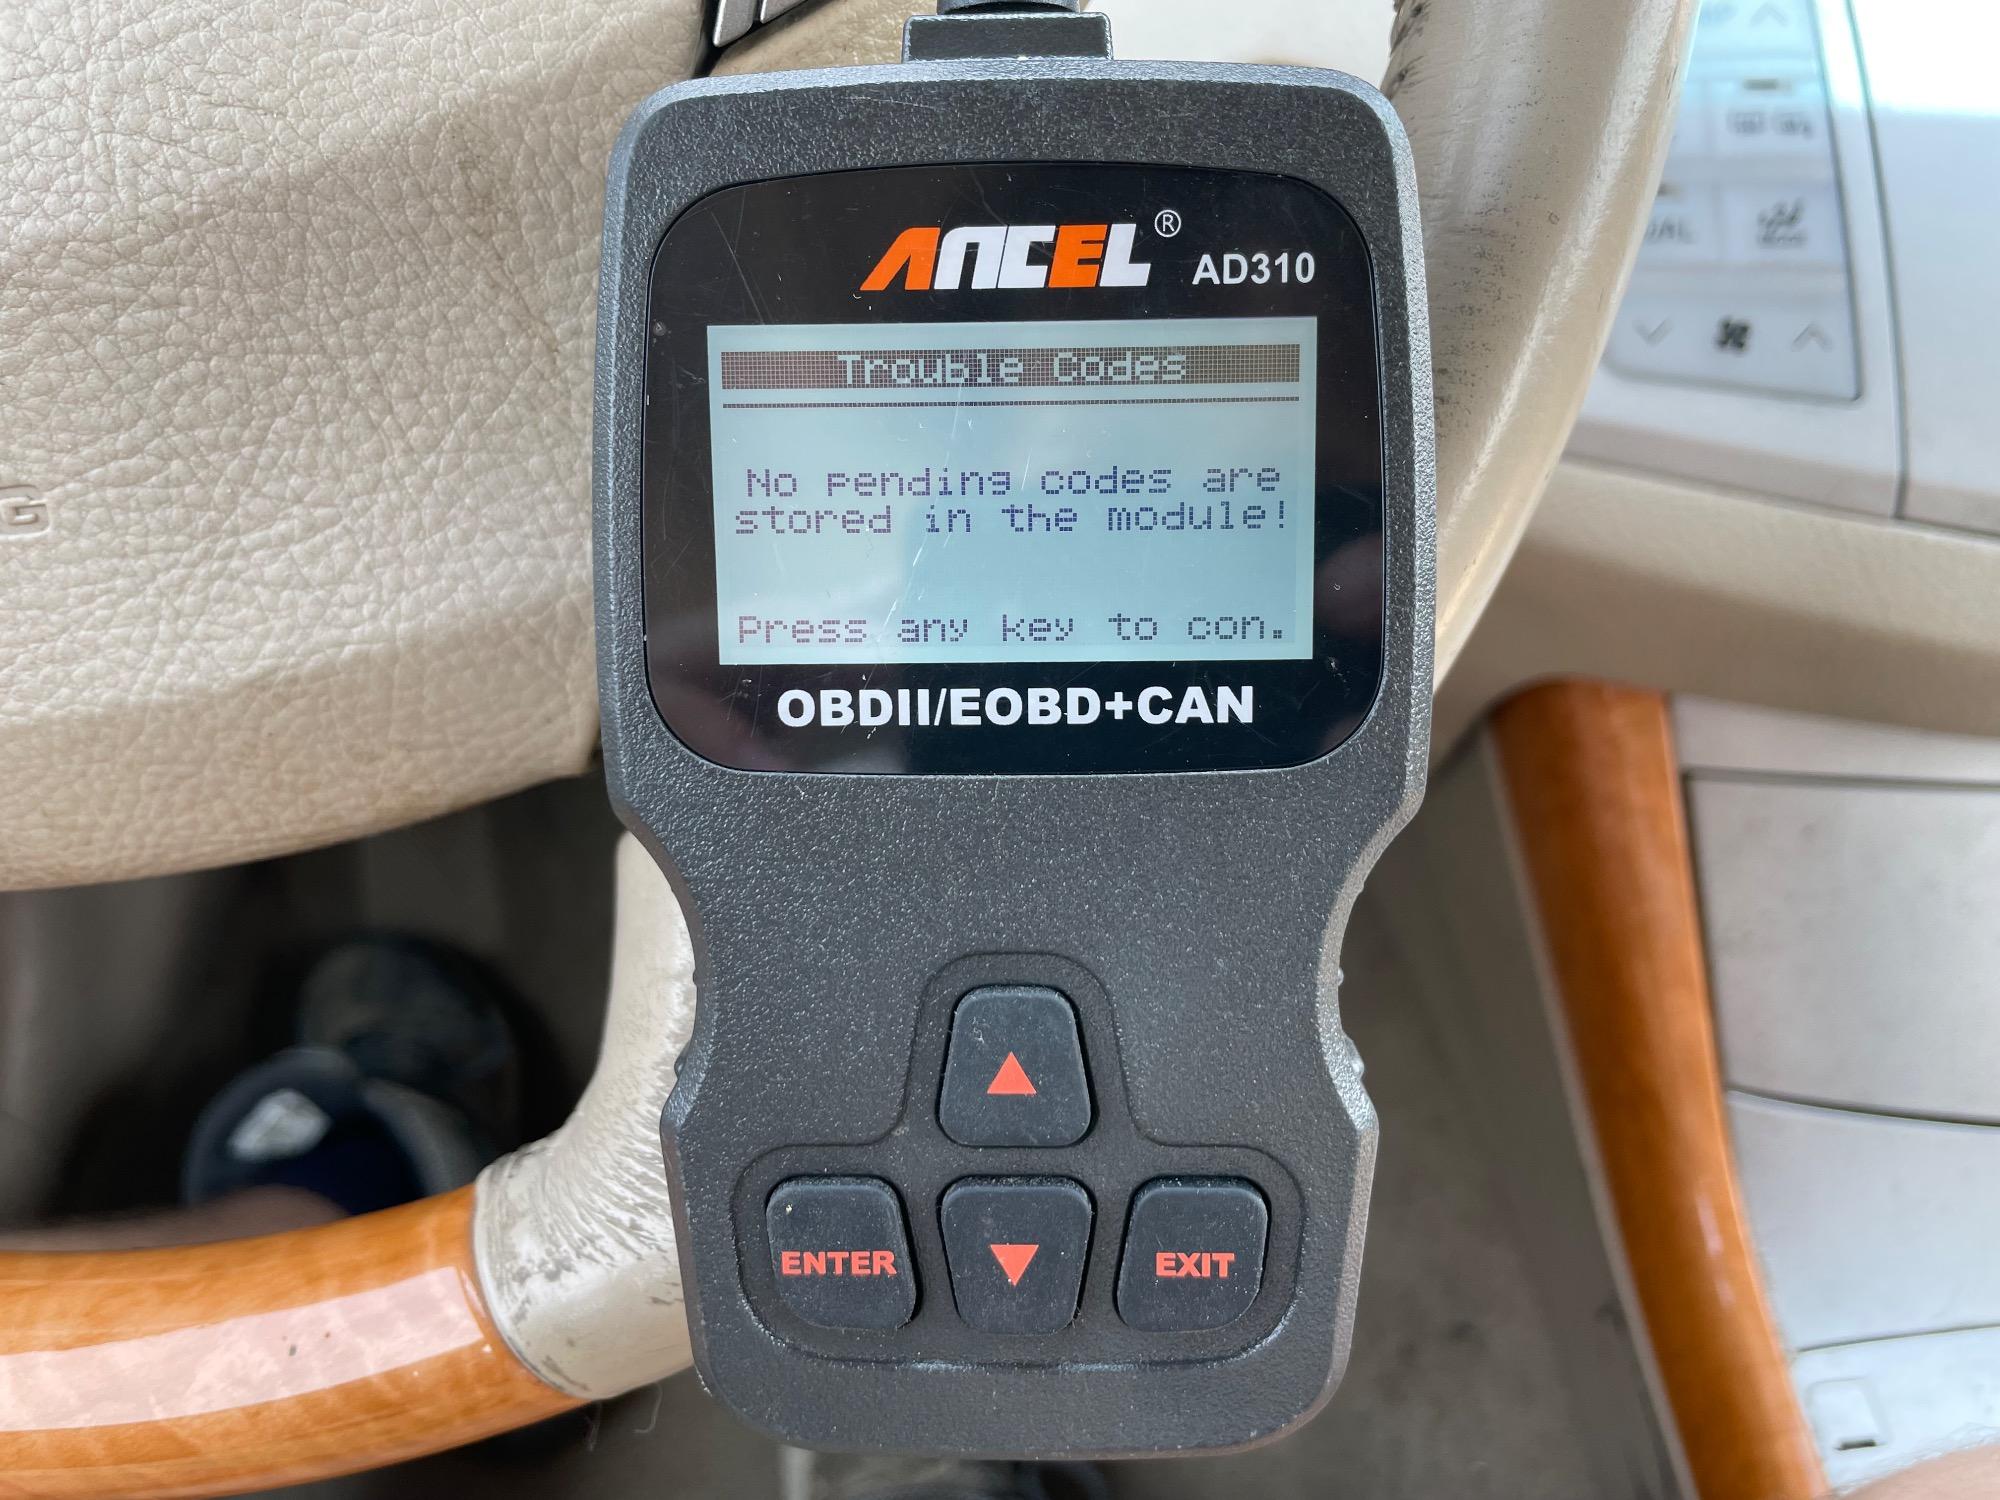 ANCEL® AD310
Trouble Codes
No pending codes are
stored in the module!
Press any key to con.
OBDII/EOBD+CAN
ENTER
EXIT
G